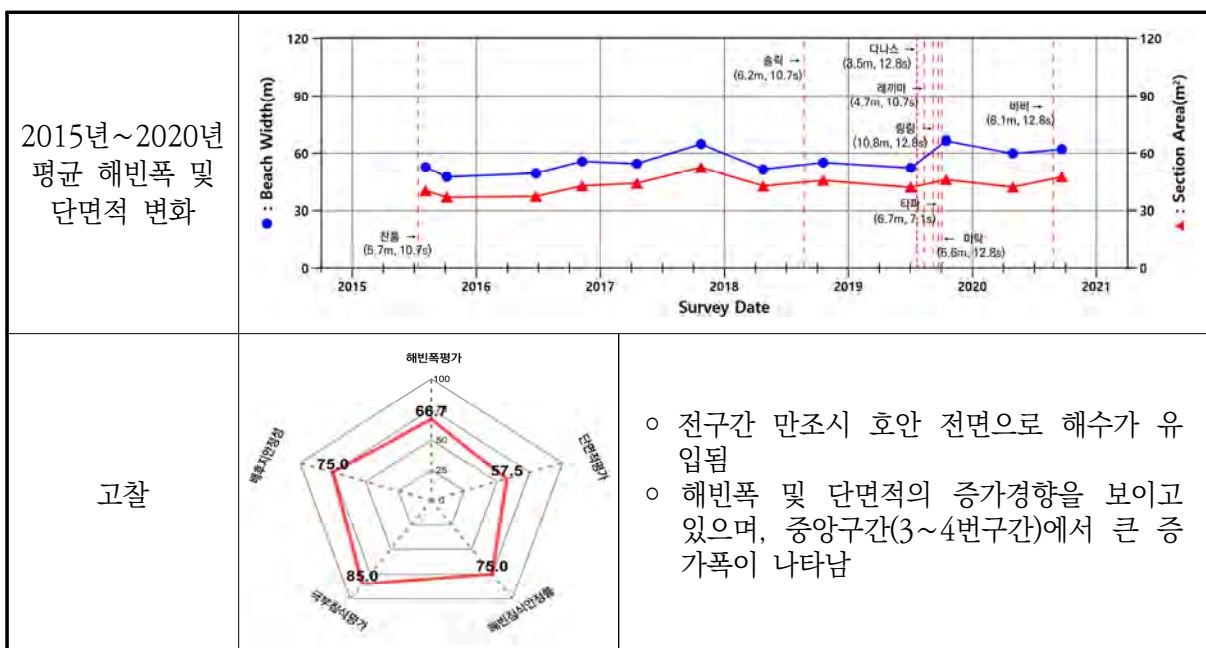 2015년~2020년
평균 해빈폭 및
단면적 변화
● : Beach Width(m)
120
90
60
30
0
찬홈 →
(5.7m, 10.7s)
솔릭 →
(6.2m, 10.7s)
다나스 →
(3.5m, 12.8s)
레끼마 →
(4.7m, 10.7s)
링링 →
(10.8m, 12.8s)
타파 →
(6.7m, 7.1s)
← 미탁
(5.6m, 12.8s)
바비 →
(8.1m, 12.8s)
120
90
60
30
0
▲ : Section Area(m²)
2015 2016 2017 2018 2019 2020 2021
Survey Date
고찰
해빈폭평가
100
66.7
50
25
0
단면적평가
57.5
배후지안정성
75.0
국부침식평가
85.0
해빈침식안정률
75.0
○ 전구간 만조시 호안 전면으로 해수가 유
입됨
○ 해빈폭 및 단면적의 증가경향을 보이고
있으며, 중앙구간(3~4번구간)에서 큰 증
가폭이 나타남